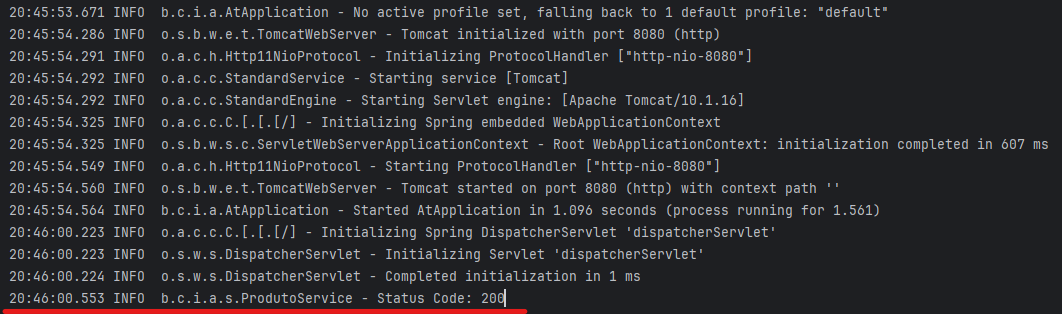 20:45:53.671 INFO  b.c.i.a.AtApplication - No active profile set, falling back to 1 default profile: "default"
20:45:54.286 INFO  o.s.b.w.e.t.TomcatWebServer - Tomcat initialized with port 8080 (http)
20:45:54.291 INFO  o.a.c.h.Http11NioProtocol - Initializing ProtocolHandler ["http-nio-8080"]
20:45:54.292 INFO  o.a.c.c.StandardService - Starting service [Tomcat]
20:45:54.292 INFO  o.a.c.c.StandardEngine - Starting Servlet engine: [Apache Tomcat/10.1.16]
20:45:54.325 INFO  o.a.c.c.C.[.[.[/] - Initializing Spring embedded WebApplicationContext
20:45:54.325 INFO  o.s.b.w.s.c.ServletWebServerApplicationContext - Root WebApplicationContext: initialization completed in 607 ms
20:45:54.549 INFO  o.a.c.h.Http11NioProtocol - Starting ProtocolHandler ["http-nio-8080"]
20:45:54.560 INFO  o.s.b.w.e.t.TomcatWebServer - Tomcat started on port 8080 (http) with context path ''
20:45:54.564 INFO  b.c.i.a.AtApplication - Started AtApplication in 1.096 seconds (process running for 1.561)
20:46:00.223 INFO  o.a.c.c.C.[.[.[/] - Initializing Spring DispatcherServlet 'dispatcherServlet'
20:46:00.223 INFO  o.s.w.s.DispatcherServlet - Initializing Servlet 'dispatcherServlet'
20:46:00.224 INFO  o.s.w.s.DispatcherServlet - Completed initialization in 1 ms
20:46:00.553 INFO  b.c.i.a.s.ProdutoService - Status Code: 200